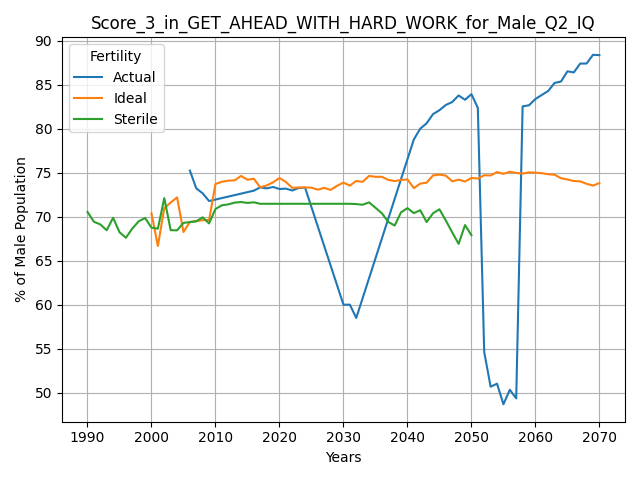 Score_3_in_GET_AHEAD_WITH_HARD_WORK_for_Male_Q2_IQ
% of Male Population
90
85
80
75
70
65
60
55
50
Fertility
Actual
Ideal
Sterile
1990 2000 2010 2020 2030 2040 2050 2060 2070
Years